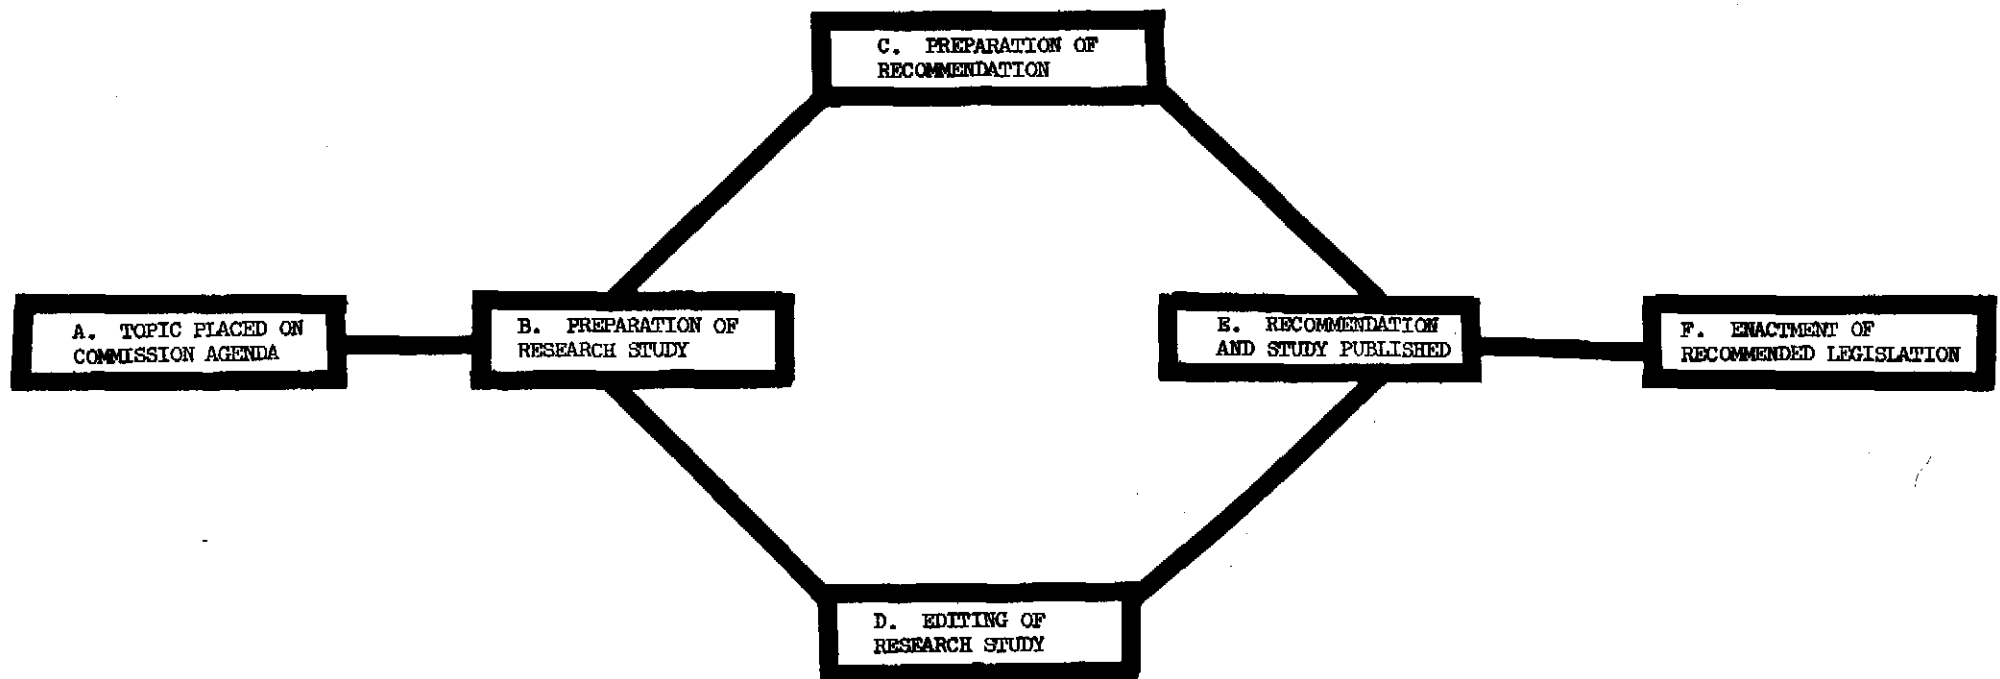 C. PREPARATION OF
RECOMMENDATION
A. TOPIC PLACED ON
COMMISSION AGENDA
B. PREPARATION OF
RESEARCH STUDY
E. RECOMMENDATION
AND STUDY PUBLISHED
F. ENACTMENT OF
RECOMMENDED LEGISLATION
D. EDITING OF
RESEARCH STUDY